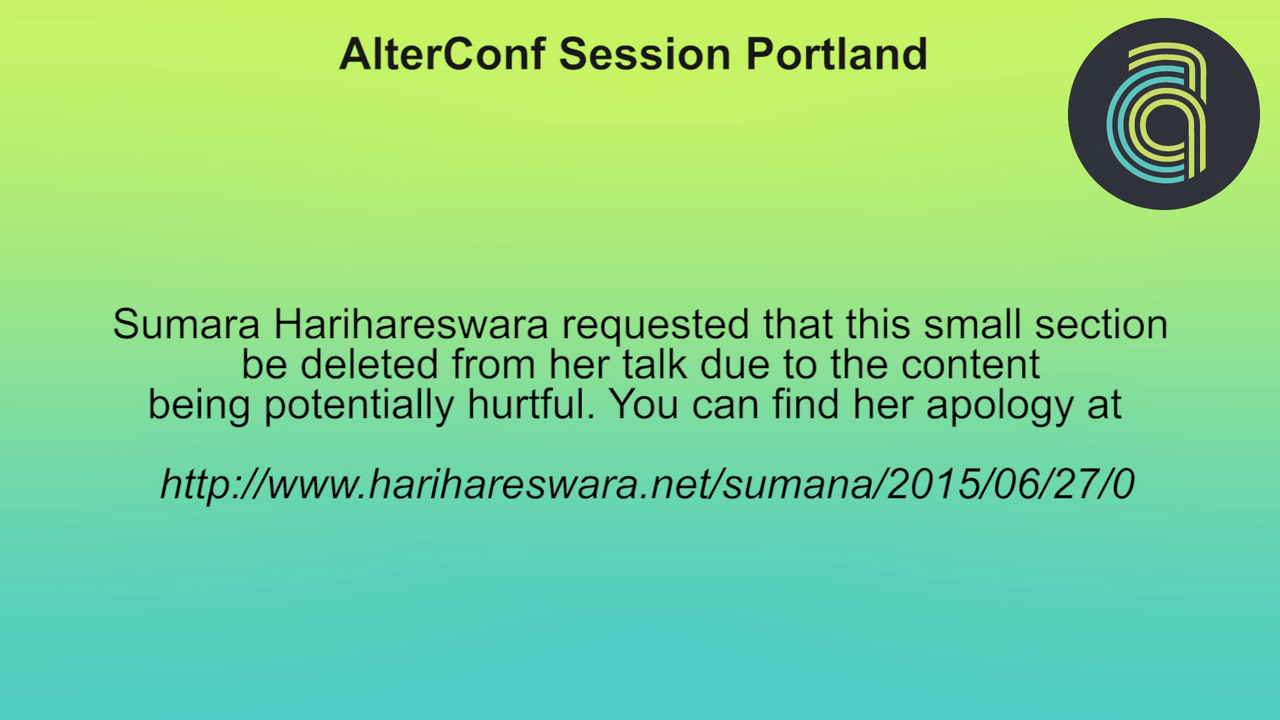 AlterConf Session Portland
Sumara Harihareswara requested that this small section
be deleted from her talk due to the content
being potentially hurtful. You can find her apology at
http://www.harihareswara.net/sumana/2015/06/27/0